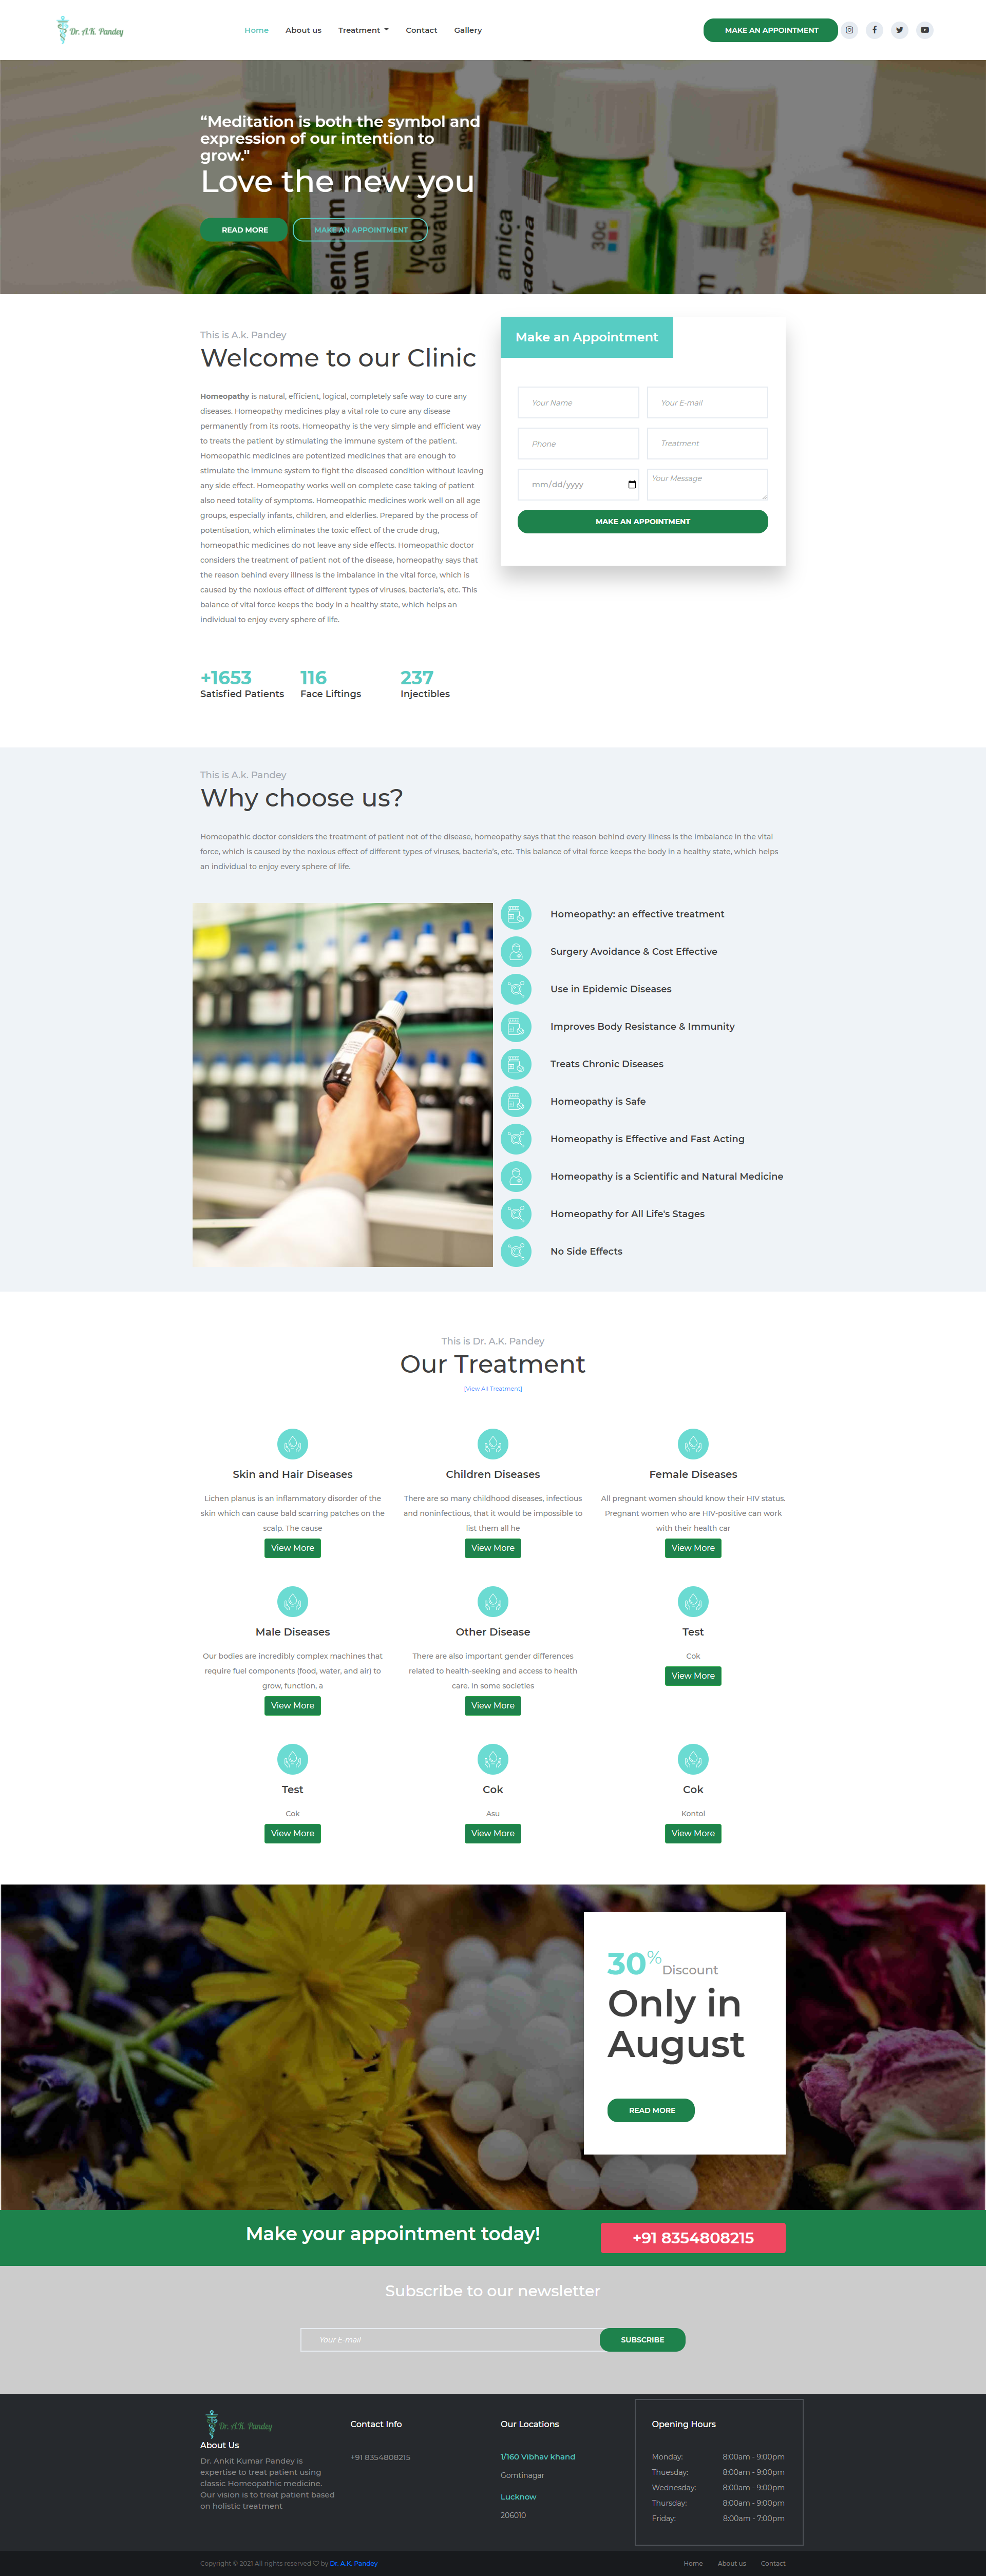 Dr. A.K. Pandey
Home About us Treatment Contact Gallery
MAKE AN APPOINTMENT
“Meditation is both the symbol and
expression of our intention to
grow."
Love the new you
READ MORE MAKE AN APPOINTMENT
lycopodium
clavatum
arnica
30c
30c
This is A.k. Pandey
Welcome to our Clinic
Homeopathy is natural, efficient, logical, completely safe way to cure any
diseases. Homeopathy medicines play a vital role to cure any disease
permanently from its roots. Homeopathy is the very simple and efficient way
to treats the patient by stimulating the immune system of the patient.
Homeopathic medicines are potentized medicines that are enough to
stimulate the immune system to fight the diseased condition without leaving
any side effect. Homeopathy works well on complete case taking of patient
also need totality of symptoms. Homeopathic medicines work well on all age
groups, especially infants, children, and elderlies. Prepared by the process of
potentisation, which eliminates the toxic effect of the crude drug,
homeopathic medicines do not leave any side effects. Homeopathic doctor
considers the treatment of patient not of the disease, homeopathy says that
the reason behind every illness is the imbalance in the vital force, which is
caused by the noxious effect of different types of viruses, bacteria’s, etc. This
balance of vital force keeps the body in a healthy state, which helps an
individual to enjoy every sphere of life.
+1653 116 237
Satisfied Patients Face Liftings Injectibles
Make an Appointment
Your Name Your E-mail
Phone Treatment
mm/dd/yyyy Your Message
MAKE AN APPOINTMENT
This is A.k. Pandey
Why choose us?
Homeopathic doctor considers the treatment of patient not of the disease, homeopathy says that the reason behind every illness is the imbalance in the vital
force, which is caused by the noxious effect of different types of viruses, bacteria’s, etc. This balance of vital force keeps the body in a healthy state, which helps
an individual to enjoy every sphere of life.
Homeopathy: an effective treatment
Surgery Avoidance & Cost Effective
Use in Epidemic Diseases
Improves Body Resistance & Immunity
Treats Chronic Diseases
Homeopathy is Safe
Homeopathy is Effective and Fast Acting
Homeopathy is a Scientific and Natural Medicine
Homeopathy for All Life's Stages
No Side Effects
This is Dr. A.K. Pandey
Our Treatment
[View All Treatment]
Skin and Hair Diseases
Lichen planus is an inflammatory disorder of the
skin which can cause bald scarring patches on the
scalp. The cause
View More
Children Diseases
There are so many childhood diseases, infectious
and noninfectious, that it would be impossible to
list them all he
View More
Female Diseases
All pregnant women should know their HIV status.
Pregnant women who are HIV-positive can work
with their health car
View More
Male Diseases
Our bodies are incredibly complex machines that
require fuel components (food, water, and air) to
grow, function, a
View More
Other Disease
There are also important gender differences
related to health-seeking and access to health
care. In some societies
View More
Test
Cok
View More
Test
Cok
View More
Cok
Asu
View More
Cok
Kontol
View More
30% Discount
Only in
August
READ MORE
Make your appointment today!
+91 8354808215
Subscribe to our newsletter
Your E-mail SUBSCRIBE
Dr. A.K. Pandey
About Us
Dr. Ankit Kumar Pandey is
expertise to treat patient using
classic Homeopathic medicine.
Our vision is to treat patient based
on holistic treatment
Contact Info
+91 8354808215
Our Locations
1/160 Vibhav khand
Gomtinagar
Lucknow
206010
Opening Hours
Monday: 8:00am - 9:00pm
Thuesday: 8:00am - 9:00pm
Wednesday: 8:00am - 9:00pm
Thursday: 8:00am - 9:00pm
Friday: 8:00am - 7:00pm
Copyright © 2021 All rights reserved ♡ by Dr. A.K. Pandey
Home About us Contact